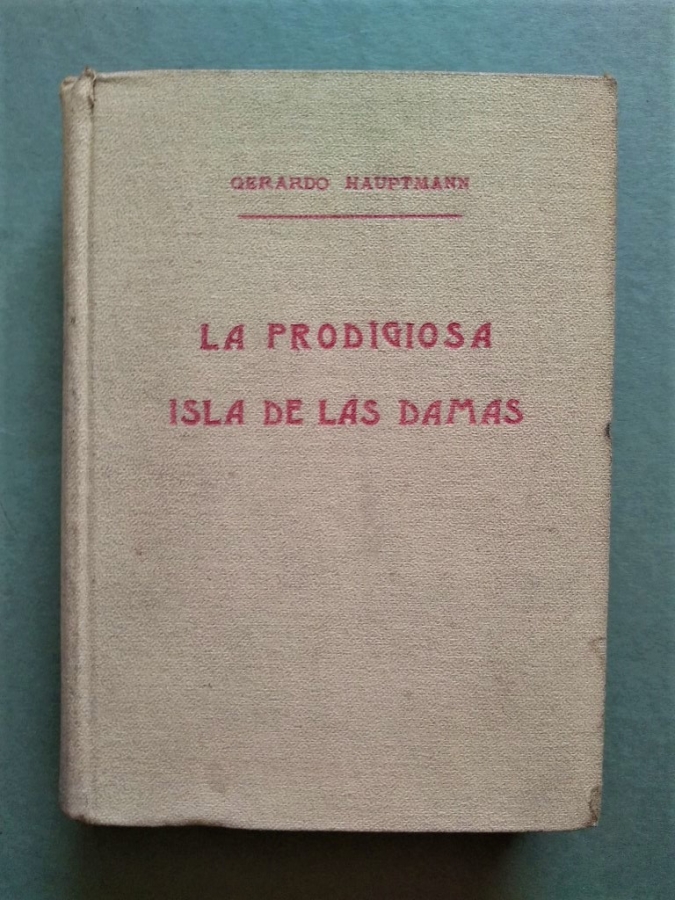 GERARDO HAUPTMANN
LA PRODIGIOSA
ISLA DE LAS DAMAS